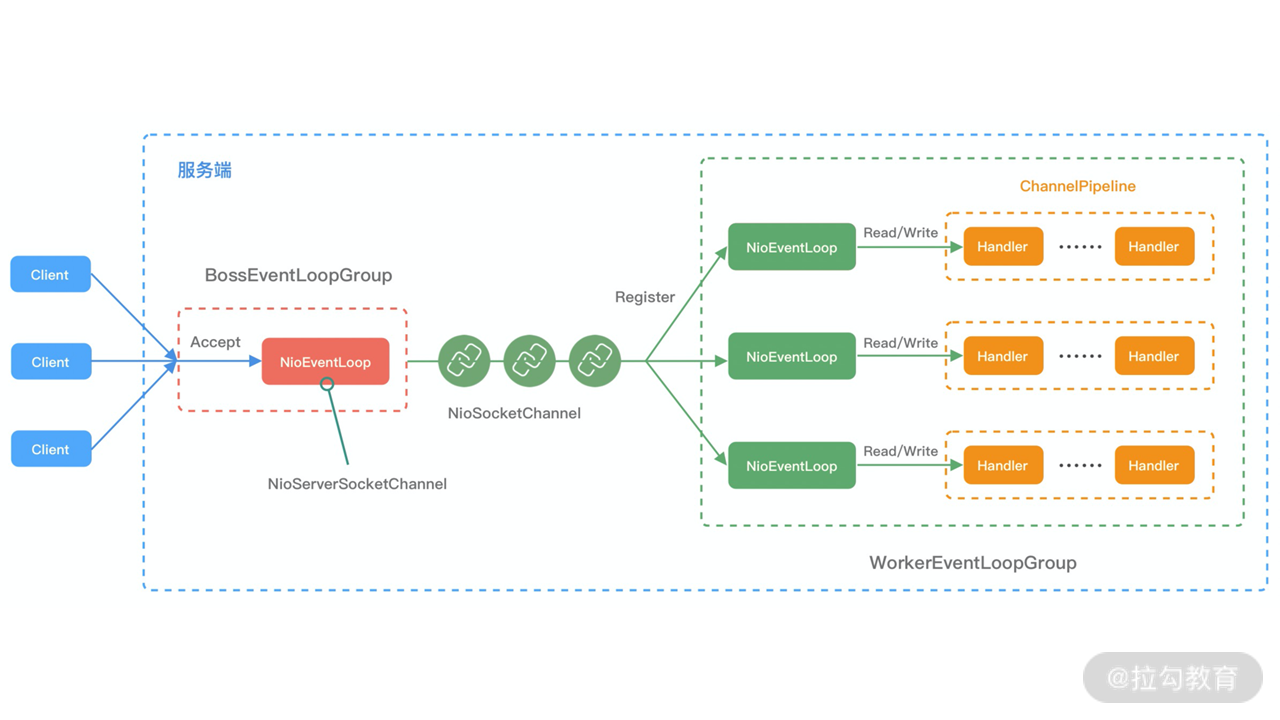 服务端
ChannelPipeline
NioEventLoop
Read/Write
Handler
······
Handler
Client
BossEventLoopGroup
Register
Accept
NioEventLoop
Client
NioEventLoop
Read/Write
Handler
······
Handler
NioSocketChannel
Client
NioServerSocketChannel
NioEventLoop
Read/Write
Handler
······
Handler
WorkerEventLoopGroup
@拉勾教育